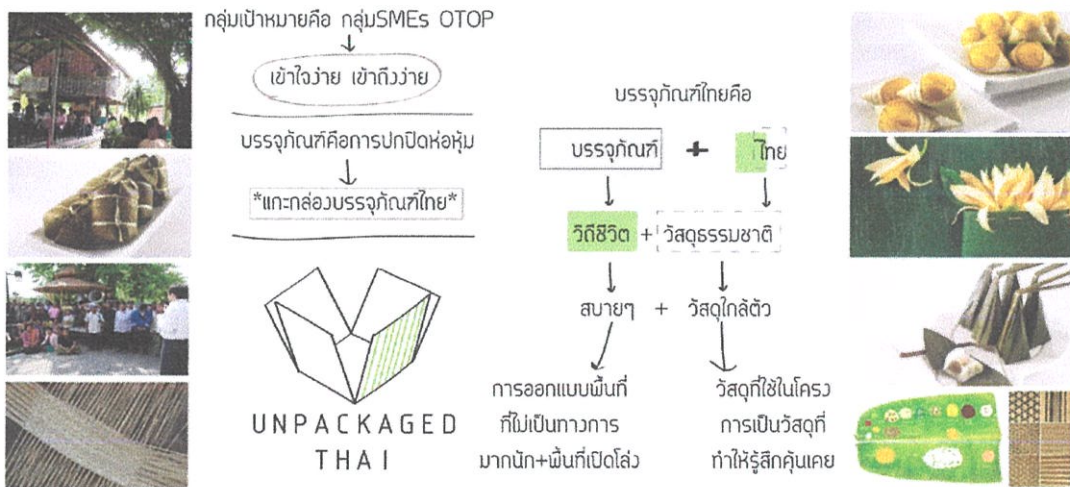 กลุ่มเป้าหมายคือ กลุ่มSMEs OTOP
เข้าใจง่าย เข้าถึงง่าย
บรรจุภัณฑ์คือการปกปิดห่อหุ้ม
*แกะกล่องบรรจุภัณฑ์ไทย*
UNPACKAGED
THAI
บรรจุภัณฑ์ไทยคือ
บรรจุภัณฑ์ + ไทย
วิถีชีวิต + วัสดุธรรมชาติ
สบายๆ + วัสดุใกล้ตัว
การออกแบบพื้นที่
ที่ไม่เป็นทางการ
มากนัก+พื้นที่เปิดโล่ง
วัสดุที่ใช้ในโครง
การเป็นวัสดุที่
ทำให้รู้สึกคุ้นเคย